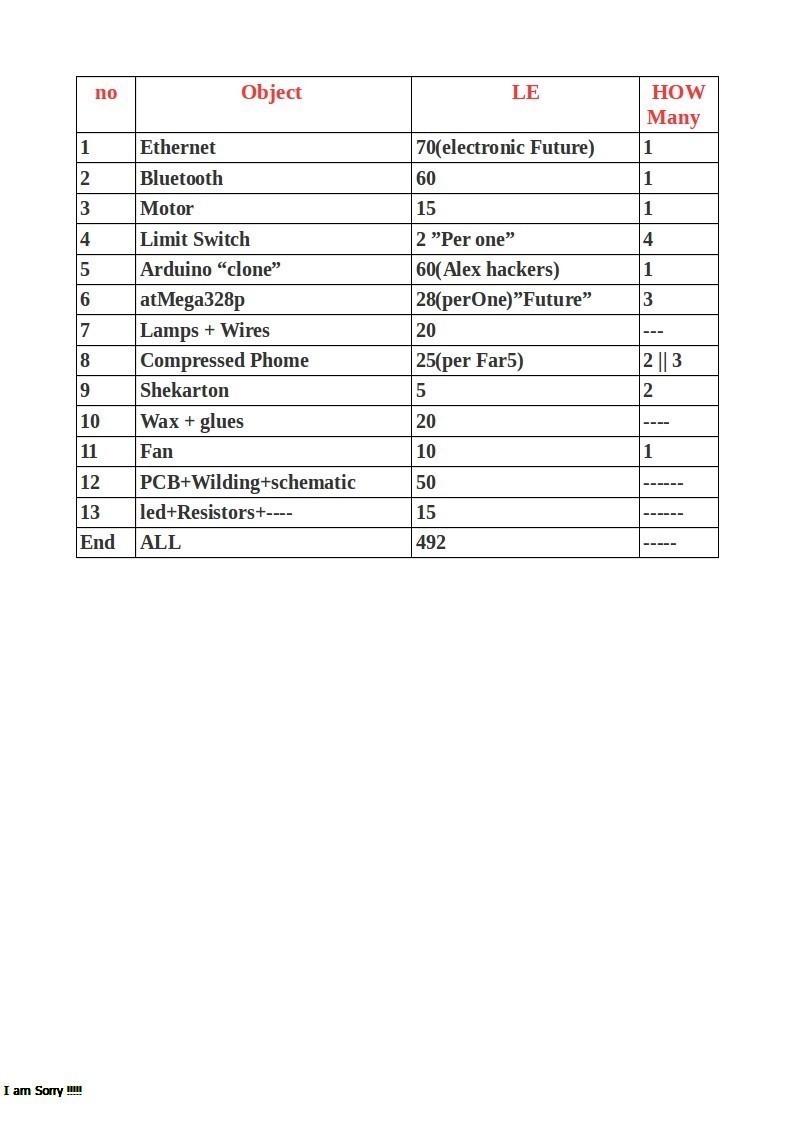 no Object LE HOW
Many
1 Ethernet 70(electronic Future) 1
2 Bluetooth 60 1
3 Motor 15 1
4 Limit Switch 2 ”Per one” 4
5 Arduino “clone” 60(Alex hackers) 1
6 atMega328p 28(perOne)”Future” 3
7 Lamps + Wires 20 ---
8 Compressed Phome 25(per Far5) 2 || 3
9 Shekarton 5 2
10 Wax + glues 20 ----
11 Fan 10 1
12 PCB+Wilding+schematic 50 ------
13 led+Resistors+---- 15 ------
End ALL 492 -----
I am Sorry !!!!!